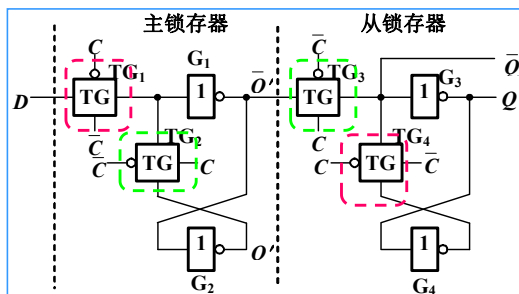 主锁存器 从锁存器
C C̅
TG₁ G₁ TG₃ G₃ Q̅
D TG 1 O̅′ TG 1 Q
C̅ TG₂ C TG₄
C̅ TG C C TG C̅
1 O′ 1
G₂ G₄